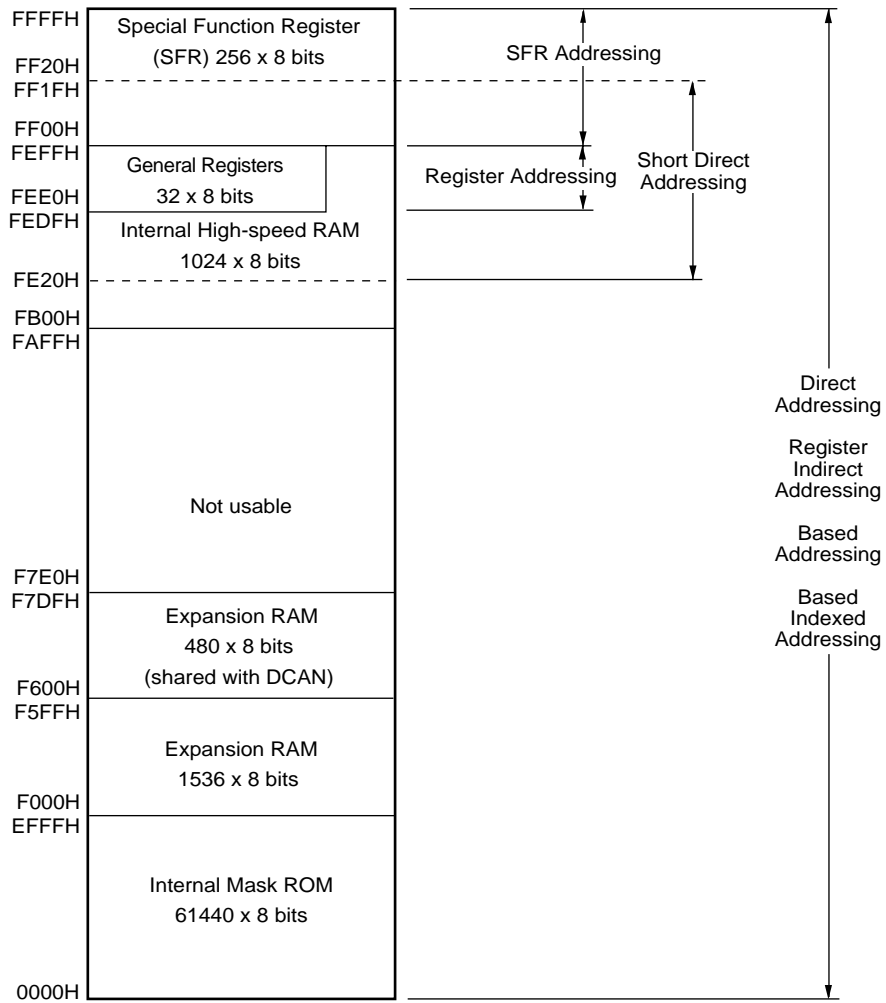 FFFFH
Special Function Register
(SFR) 256 x 8 bits
SFR Addressing
FF20H
FF1FH
FF00H
FEFFH
General Registers
32 x 8 bits
Register Addressing
Short Direct
Addressing
FEE0H
FEDFH
Internal High-speed RAM
1024 x 8 bits
FE20H
FB00H
FAFFH
Direct
Addressing
Register
Indirect
Addressing
Based
Addressing
Based
Indexed
Addressing
Not usable
F7E0H
F7DFH
Expansion RAM
480 x 8 bits
(shared with DCAN)
F600H
F5FFH
Expansion RAM
1536 x 8 bits
F000H
EFFFH
Internal Mask ROM
61440 x 8 bits
0000H